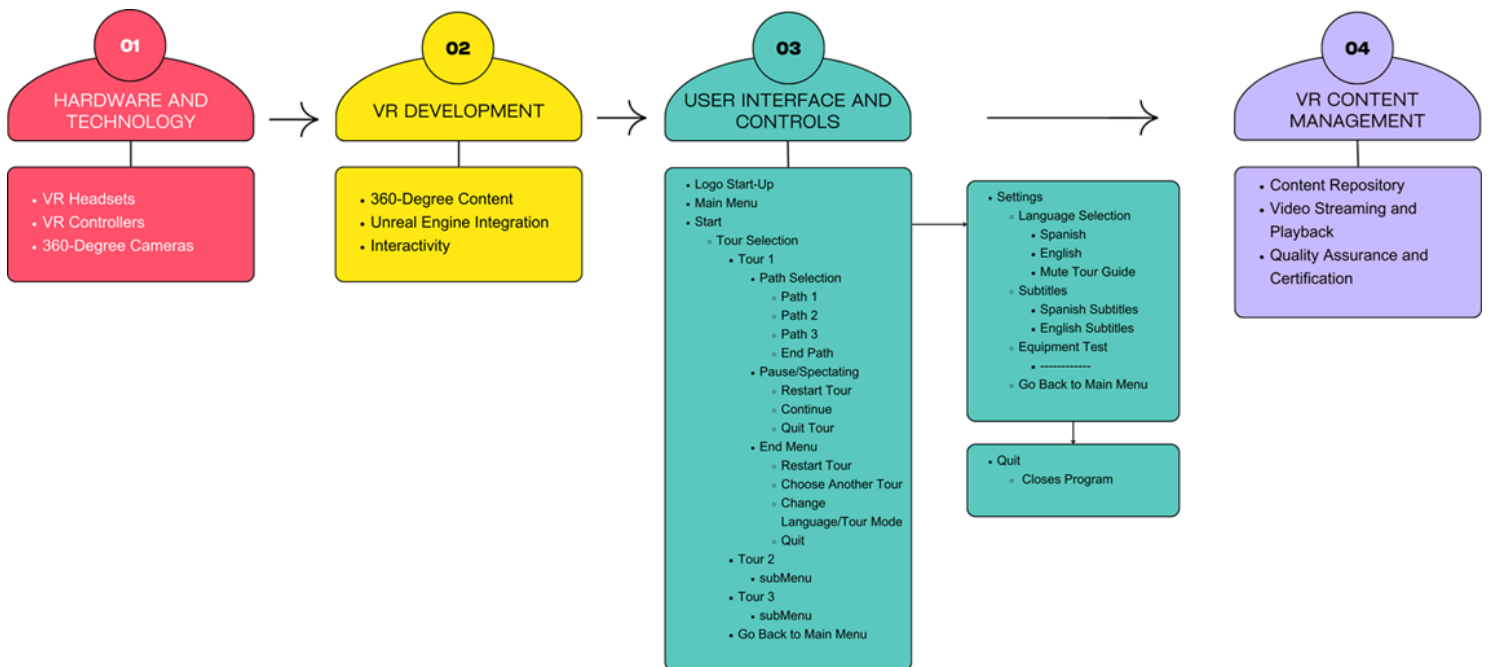 01
HARDWARE AND
TECHNOLOGY
• VR Headsets
• VR Controllers
• 360-Degree Cameras
02
VR DEVELOPMENT
• 360-Degree Content
• Unreal Engine Integration
• Interactivity
03
USER INTERFACE AND
CONTROLS
• Logo Start-Up
• Main Menu
• Start
◦ Tour Selection
▪ Tour 1
▪ Path Selection
◦ Path 1
◦ Path 2
◦ Path 3
◦ End Path
▪ Pause/Spectating
◦ Restart Tour
◦ Continue
◦ Quit Tour
▪ End Menu
◦ Restart Tour
◦ Choose Another Tour
◦ Change
Language/Tour Mode
◦ Quit
▪ Tour 2
▪ subMenu
▪ Tour 3
▪ subMenu
▪ Go Back to Main Menu
• Settings
◦ Language Selection
▪ Spanish
▪ English
▪ Mute Tour Guide
◦ Subtitles
▪ Spanish Subtitles
▪ English Subtitles
◦ Equipment Test
▪ ------------
◦ Go Back to Main Menu
• Quit
◦ Closes Program
04
VR CONTENT
MANAGEMENT
• Content Repository
• Video Streaming and
Playback
• Quality Assurance and
Certification